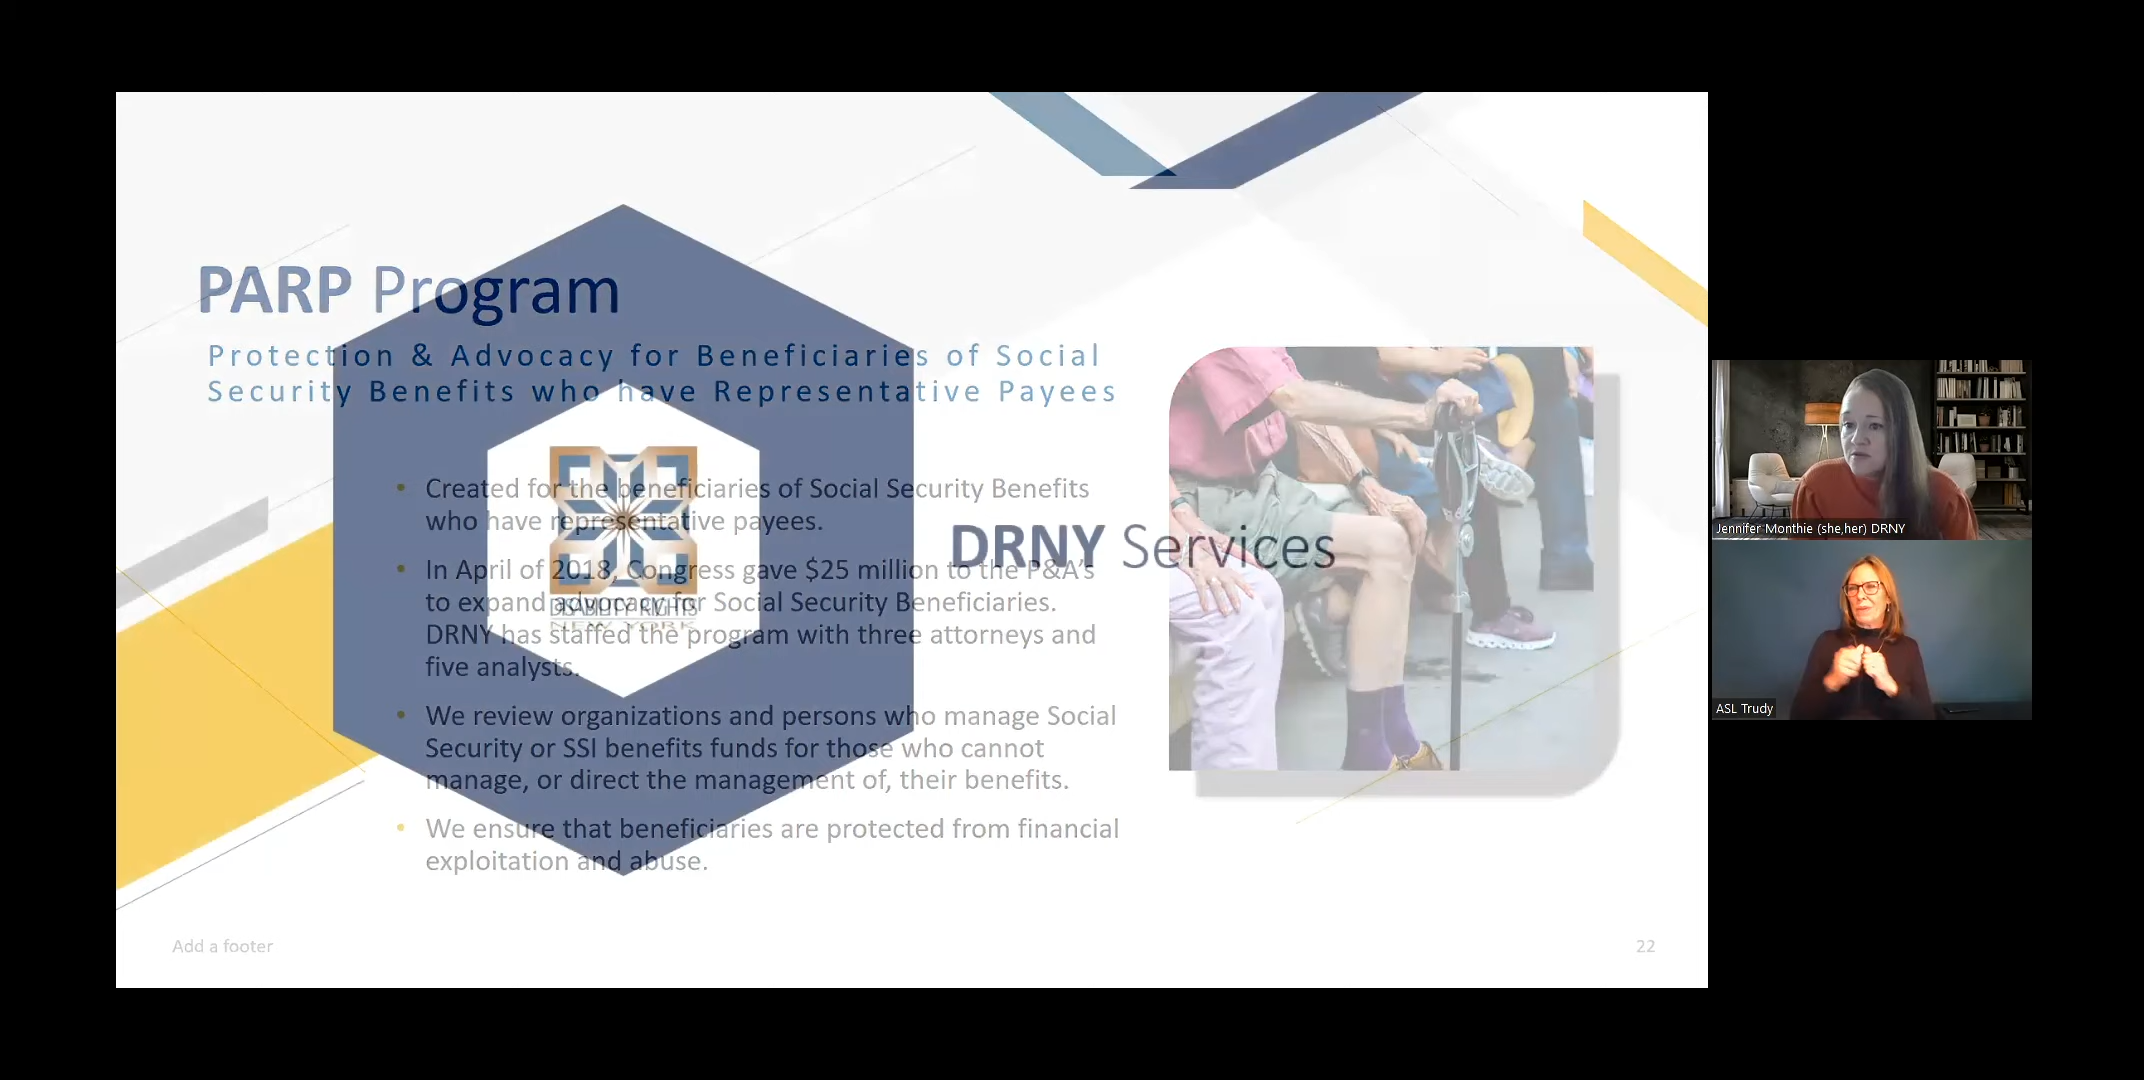 PARP Program
Protection & Advocacy for Beneficiaries of Social
Security Benefits who have Representative Payees
• Created for the beneficiaries of Social Security Benefits
who have representative payees.
DRNY Services
• In April of 2018, Congress gave $25 million to the P&A's
to expand advocacy for Social Security Beneficiaries.
DRNY has staffed the program with three attorneys and
five analysts.
DISABILITY RIGHTS
NEW YORK
• We review organizations and persons who manage Social
Security or SSI benefits funds for those who cannot
manage, or direct the management of, their benefits.
• We ensure that beneficiaries are protected from financial
exploitation and abuse.
Add a footer
22
Jennifer Monthie (she,her) DRNY
ASL Trudy